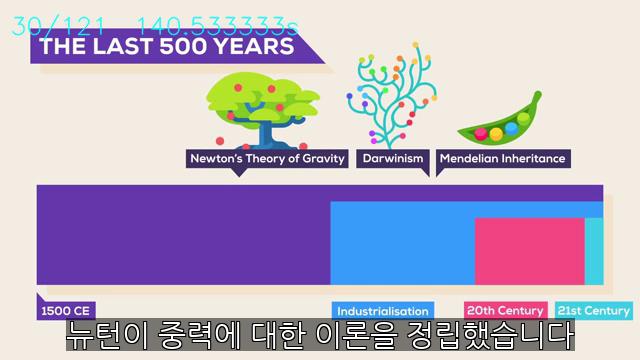 30/121 140.533333s
THE LAST 500 YEARS
Newton's Theory of Gravity
Darwinism
Mendelian Inheritance
1500 CE
Industrialisation
20th Century
21st Century
뉴턴이 중력에 대한 이론을 정립했습니다